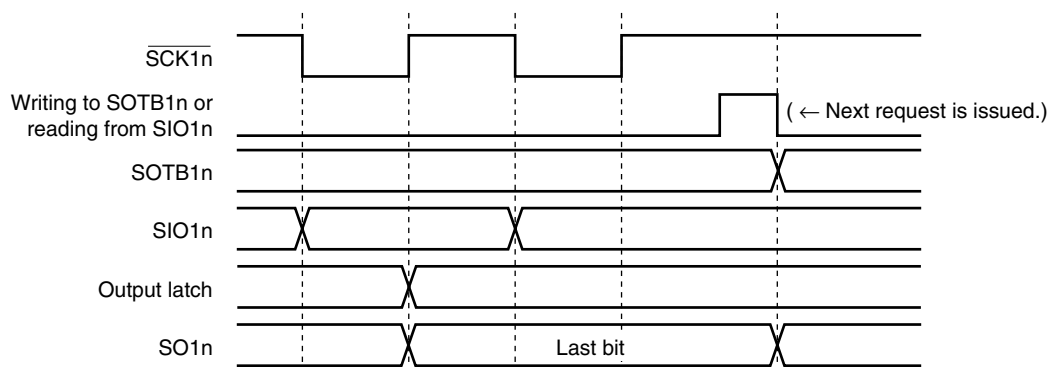 SCK1n
Writing to SOTB1n or
reading from SIO1n
( ← Next request is issued.)
SOTB1n
SIO1n
Output latch
SO1n
Last bit